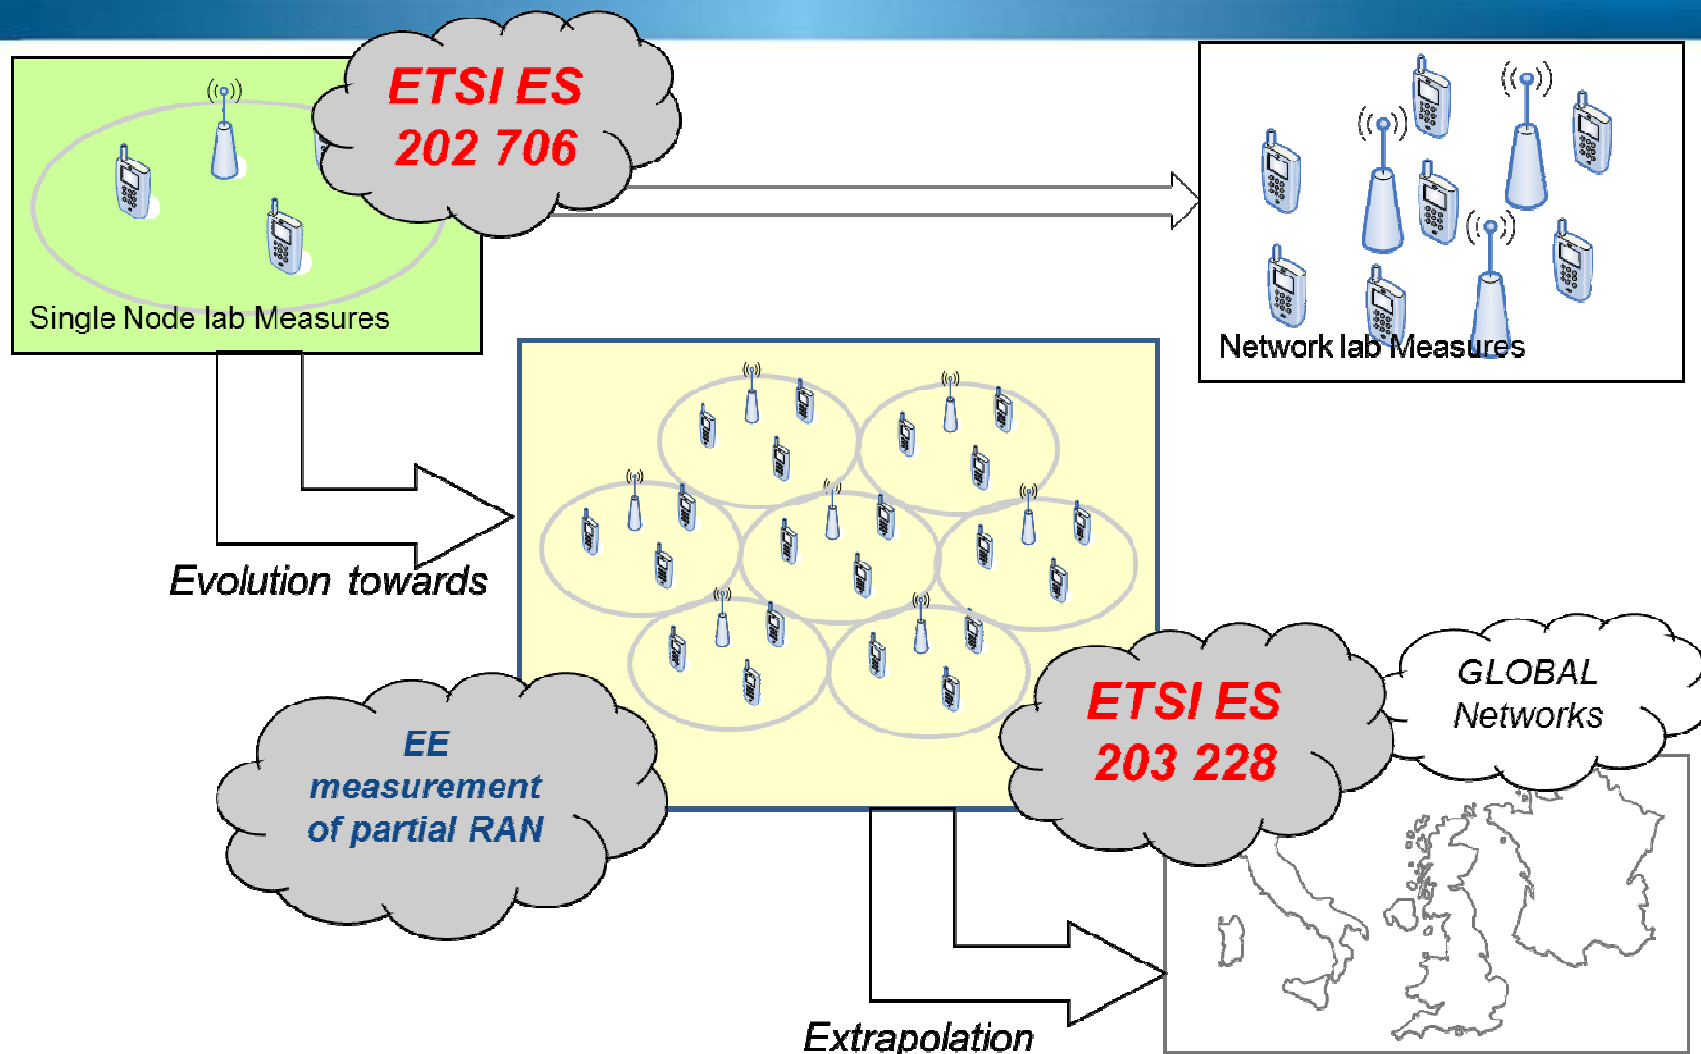 ETSI ES
202 706
Single Node lab Measures
Network lab Measures
Evolution towards
EE
measurement
of partial RAN
ETSI ES
203 228
GLOBAL
Networks
Extrapolation